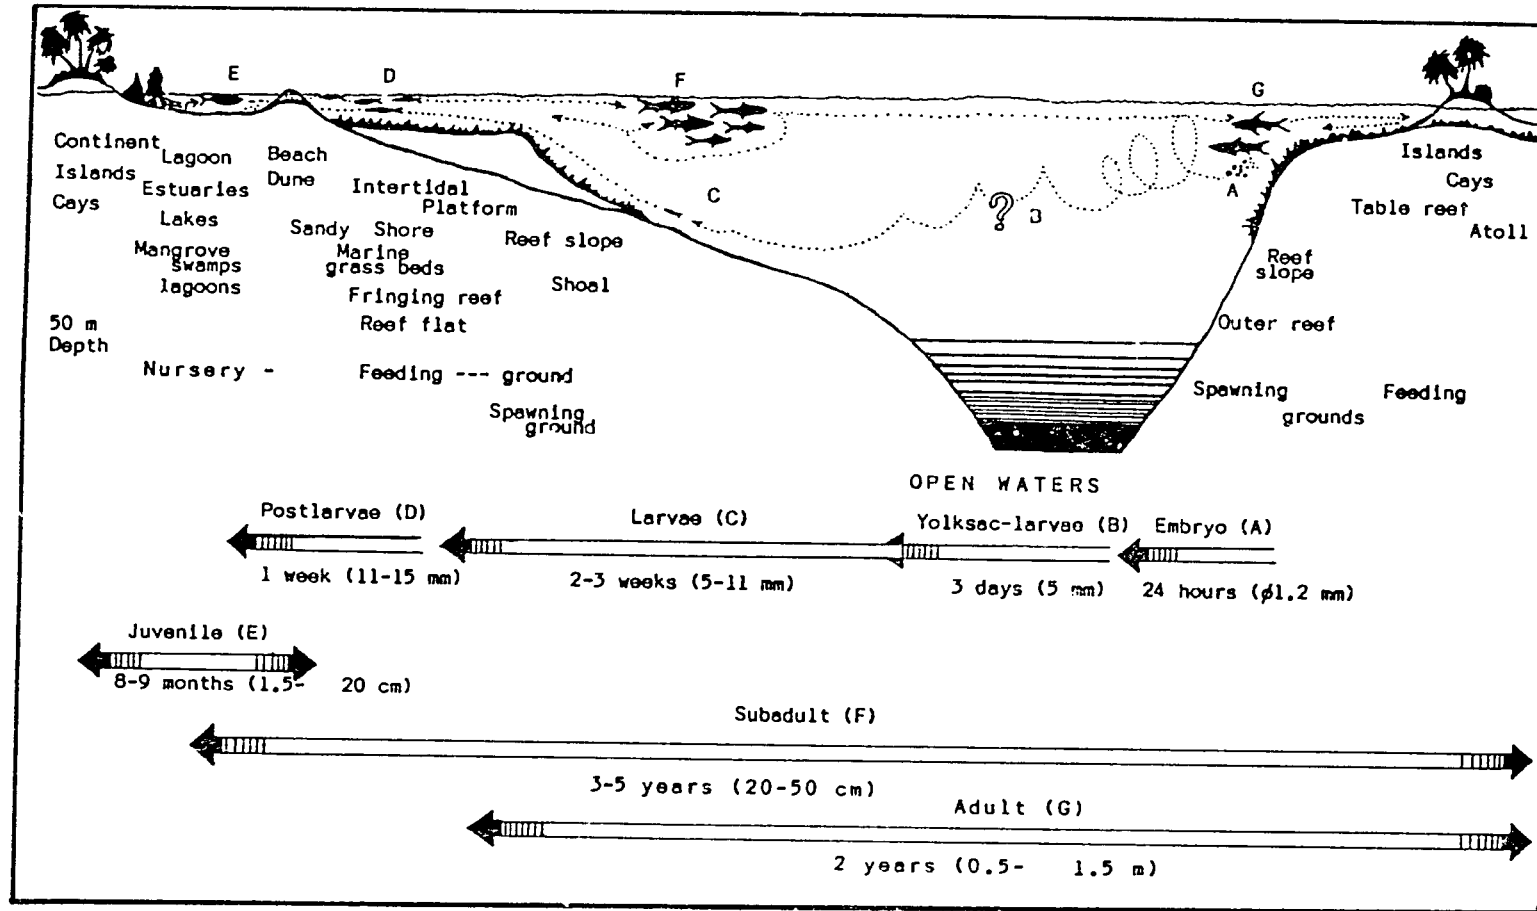 E
D
F
G
Continent
Islands
Cays
Lagoon
Estuaries
Lakes
Mangrove
swamps
lagoons
Beach
Dune
Intertidal
Platform
Sandy Shore
Marine
grass beds
Fringing reef
Reef flat
Reef slope
Shoal
C
?
B
A
Islands
Cays
Table reef
Atoll
Reef
slope
Outer reef
50 m
Depth
Nursery -
Feeding --- ground
Spawning
ground
Spawning
grounds
Feeding
OPEN WATERS
Postlarvae (D)
1 week (11-15 mm)
Larvae (C)
2-3 weeks (5-11 mm)
Yolksac-larvae (B)
3 days (5 mm)
Embryo (A)
24 hours (ø1.2 mm)
Juvenile (E)
8-9 months (1.5- 20 cm)
Subadult (F)
3-5 years (20-50 cm)
Adult (G)
2 years (0.5- 1.5 m)